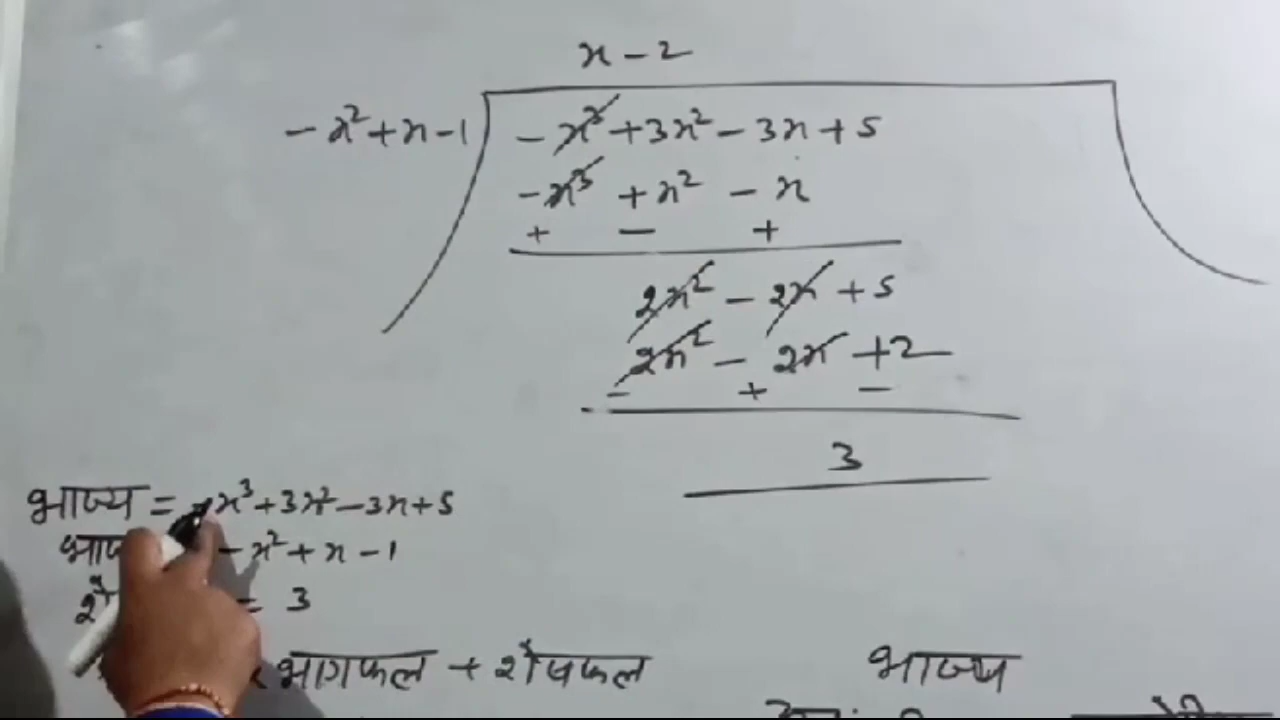 x - 2
-x² + x - 1 -x³ + 3x² - 3x + 5
-x³ + x² - x
+ - +
2x² - 2x + 5
2x² - 2x + 2
- + -
3
भाज्य = -x³ + 3x² - 3x + 5
-x² + x - 1
= 3
भागफल + शेषफल भाज्य